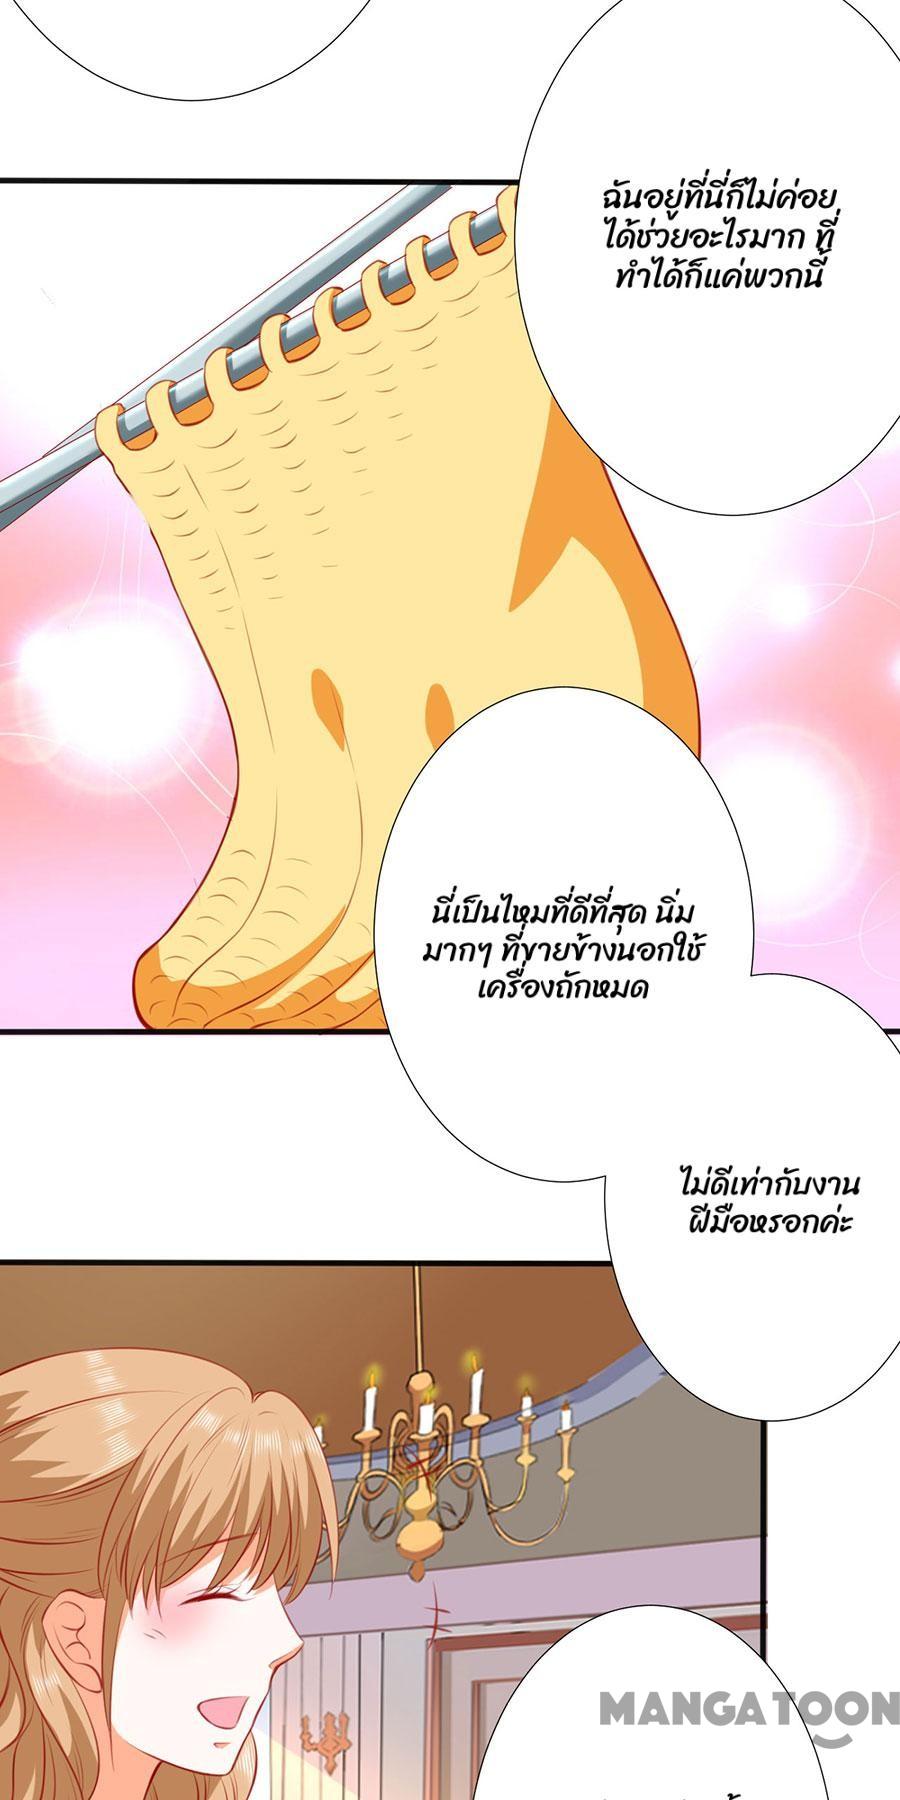 ฉันอยู่ที่นี่ก็ไม่ค่อย
ได้ช่วยอะไรมาก ที่
ทำได้ก็แค่พวกนี้
นี่เป็นไหมที่ดีที่สุด นิ่ม
มากๆ ที่ขายข้างนอกใช้
เครื่องถักหมด
ไม่ดีเท่ากับงาน
ฝีมือหรอกค่ะ
MANGATOON